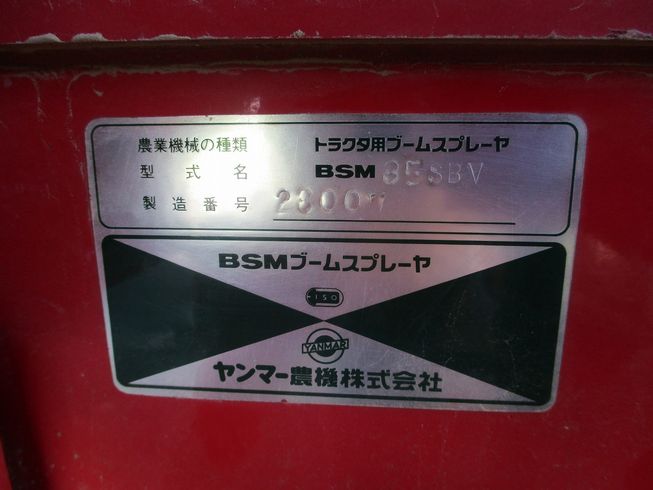 農業機械の種類 トラクタ用ブームスプレーヤ
型式名 BSM 858BV
製造番号
BSMブームスプレーヤ
ISO
YANMAR
ヤンマー農機株式会社